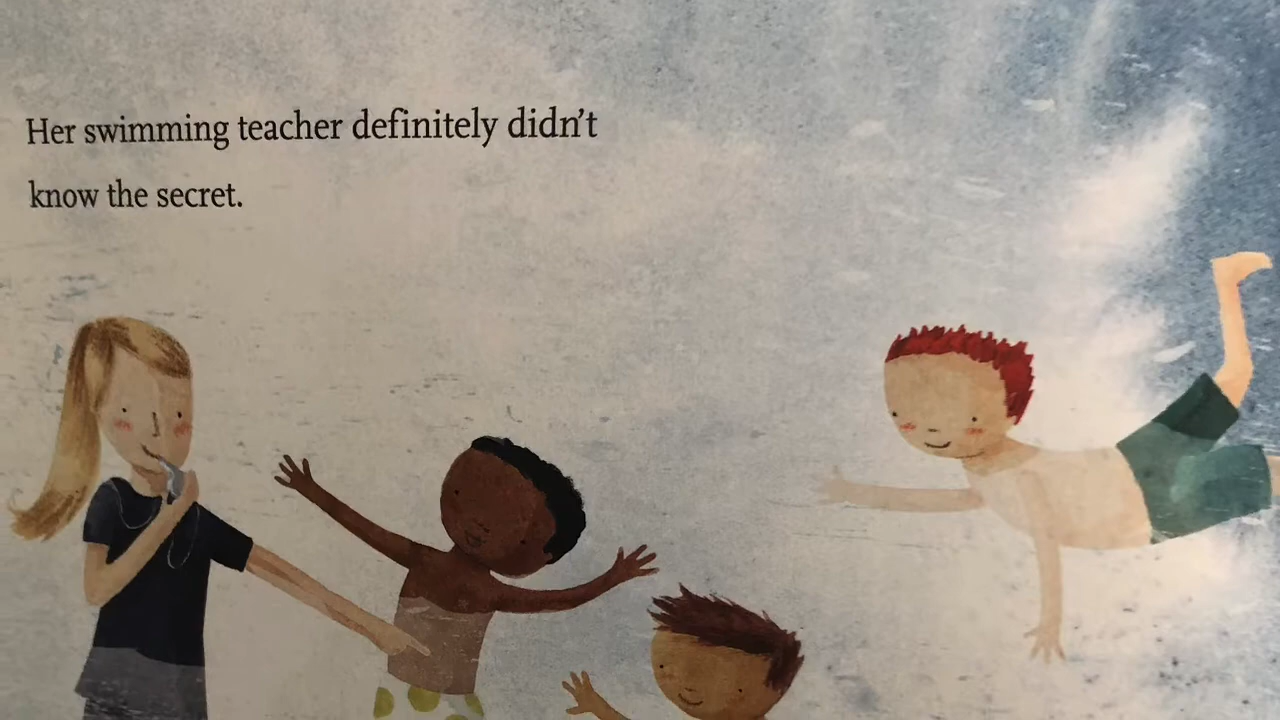 Her swimming teacher definitely didn’t
know the secret.